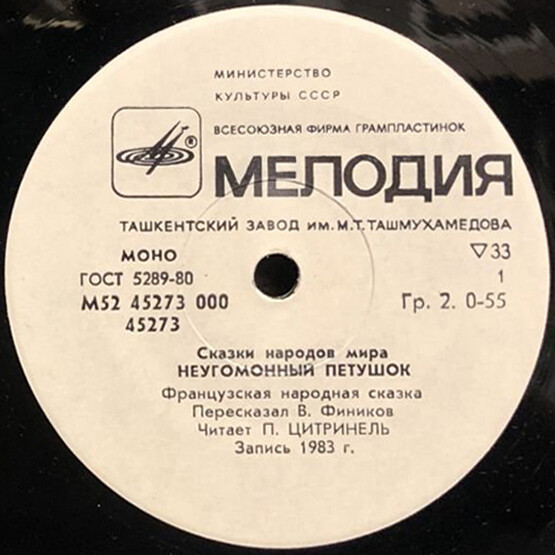 МИНИСТЕРСТВО
КУЛЬТУРЫ СССР
ВСЕСОЮЗНАЯ ФИРМА ГРАМПЛАСТИНОК
®
МЕЛОДИЯ
ТАШКЕНТСКИЙ ЗАВОД ИМ. М.Т. ТАШМУХАМЕДОВА
МОНО ▽33
ГОСТ 5289-80 1
М52 45273 000 Гр. 2. 0-55
45273
Сказки народов мира
НЕУГОМОННЫЙ ПЕТУШОК
Французская народная сказка
Пересказал В. Фиников
Читает П. ЦИТРИНЕЛЬ
Запись 1983 г.